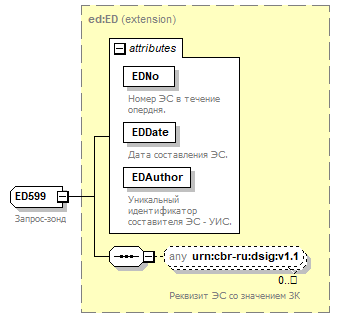 ed:ED (extension)
attributes
EDNo
Номер ЭС в течение
опердня.
EDDate
Дата составления ЭС.
EDAuthor
Уникальный
идентификатор
составителя ЭС - УИС.
ED599
Запрос-зонд
any urn:cbr-ru:dsig:v1.1
0..
Реквизит ЭС со значением ЗК